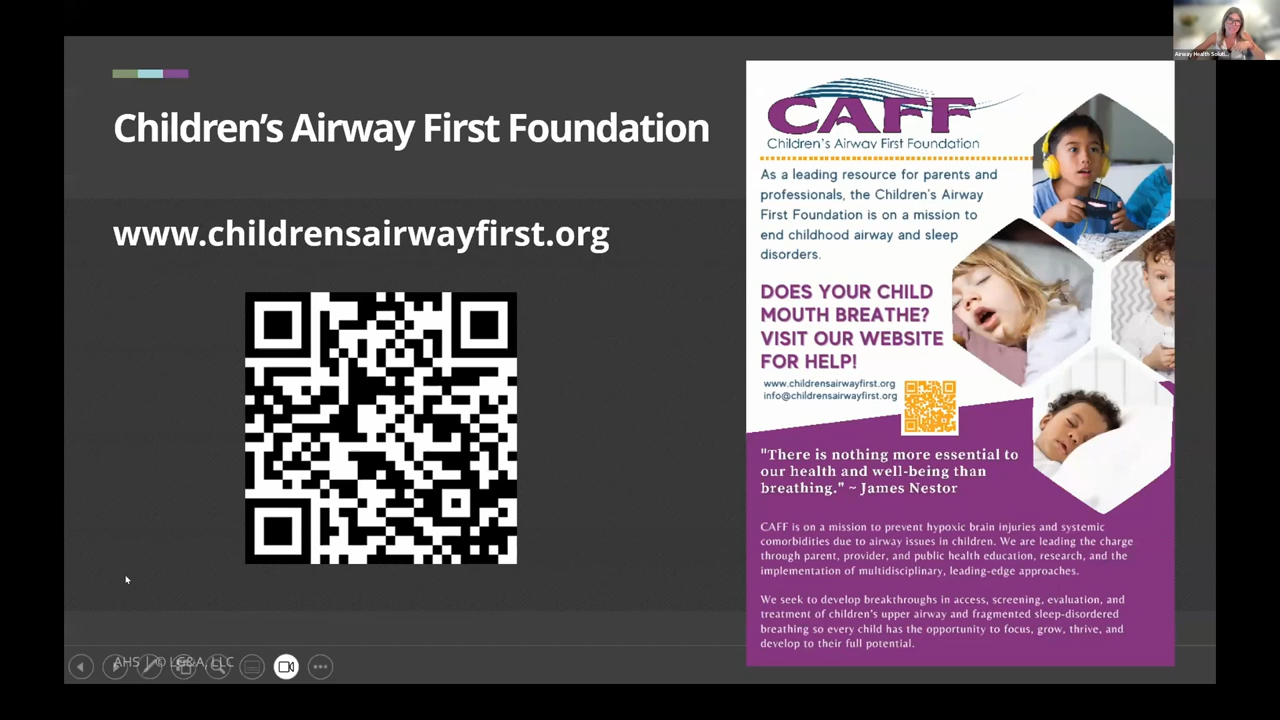 Children's Airway First Foundation
www.childrensairwayfirst.org
CAFF
Children's Airway First Foundation
As a leading resource for parents and
professionals, the Children's Airway
First Foundation is on a mission to
end childhood airway and sleep
disorders.
DOES YOUR CHILD
MOUTH BREATHE?
VISIT OUR WEBSITE
FOR HELP!
www.childrensairwayfirst.org
info@childrensairwayfirst.org
"There is nothing more essential to
our health and well-being than
breathing." ~ James Nestor
CAFF is on a mission to prevent hypoxic brain injuries and systemic
comorbidities due to airway issues in children. We are leading the charge
through parent, provider, and public health education, research, and the
implementation of multidisciplinary, leading-edge approaches.
We seek to develop breakthroughs in access, screening, evaluation, and
treatment of children's upper airway and fragmented sleep-disordered
breathing so every child has the opportunity to focus, grow, thrive, and
develop to their full potential.
AHS | © LG&A, LLC
Airway Health Soluti...